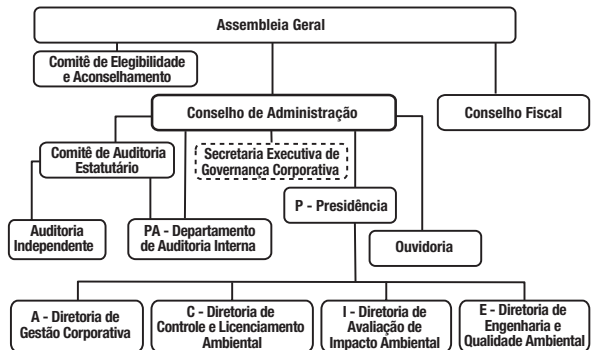 Assembleia Geral
Comitê de Elegibilidade
e Aconselhamento
Conselho de Administração
Conselho Fiscal
Comitê de Auditoria
Estatutário
Secretaria Executiva de
Governança Corporativa
P - Presidência
Auditoria
Independente
PA - Departamento
de Auditoria Interna
Ouvidoria
A - Diretoria de
Gestão Corporativa
C - Diretoria de
Controle e Licenciamento
Ambiental
I - Diretoria de
Avaliação de
Impacto Ambiental
E - Diretoria de
Engenharia e
Qualidade Ambiental